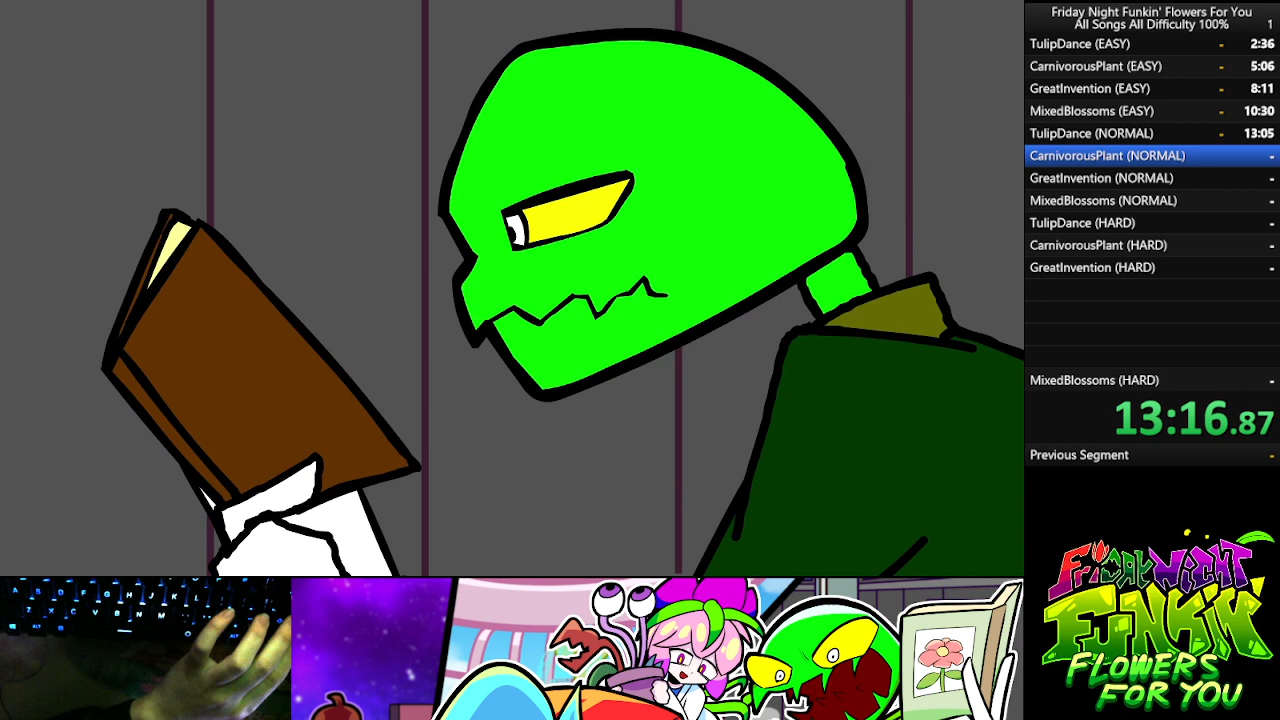 Friday Night Funkin' Flowers For You
All Songs All Difficulty 100% 1
TulipDance (EASY) - 2:36
CarnivorousPlant (EASY) - 5:06
GreatInvention (EASY) - 8:11
MixedBlossoms (EASY) - 10:30
TulipDance (NORMAL) - 13:05
CarnivorousPlant (NORMAL) -
GreatInvention (NORMAL) -
MixedBlossoms (NORMAL) -
TulipDance (HARD) -
CarnivorousPlant (HARD) -
GreatInvention (HARD) -
MixedBlossoms (HARD) -
13:16.87
Previous Segment -
FRiDAY NiGHT
FUNKIN'
FLOWERS
FOR YOU